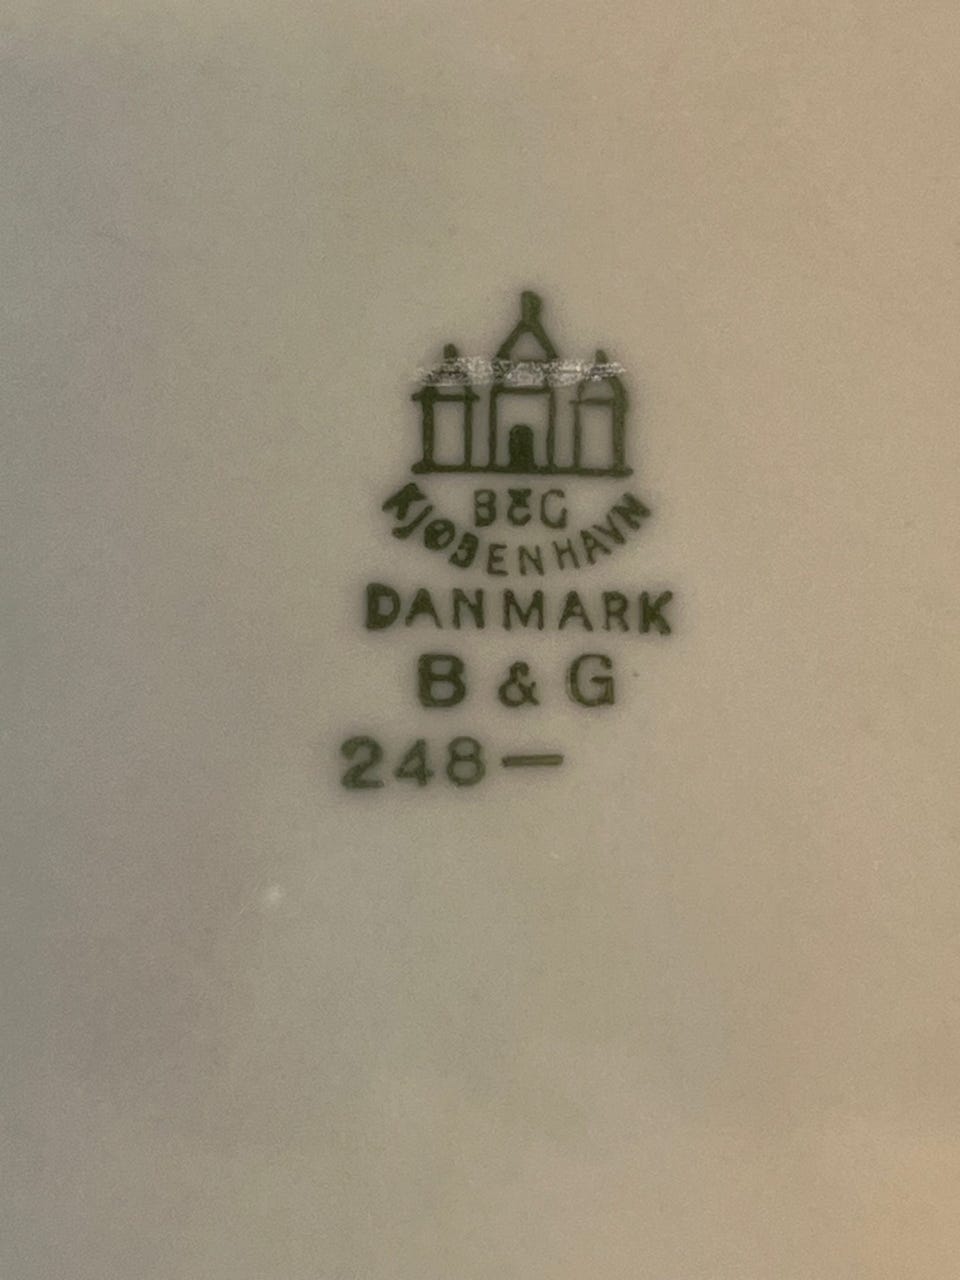 B&G
KJØBENHAVN
DANMARK
B & G
248—